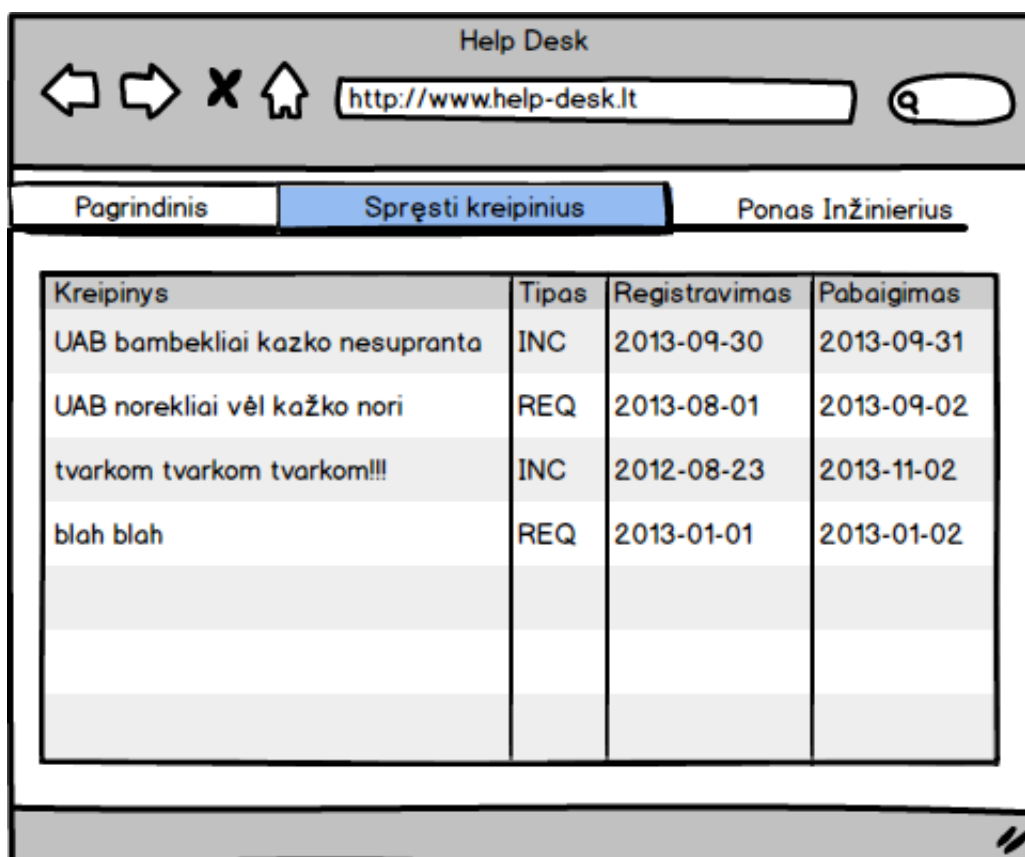 Help Desk
http://www.help-desk.lt
Pagrindinis Spręsti kreipinius Ponas Inžinierius
Kreipinys Tipas Registravimas Pabaigimas
UAB bambekliai kazko nesupranta INC 2013-09-30 2013-09-31
UAB norekliai vėl kažko nori REQ 2013-08-01 2013-09-02
tvarkom tvarkom tvarkom!!! INC 2012-08-23 2013-11-02
blah blah REQ 2013-01-01 2013-01-02